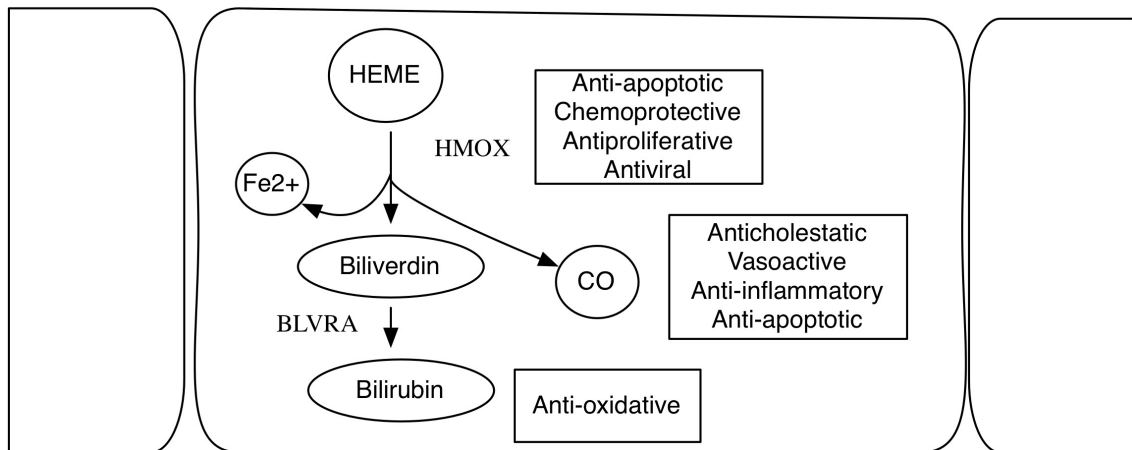 HEME
Anti-apoptotic
Chemoprotective
Antiproliferative
Antiviral
HMOX
Fe2+
Biliverdin
CO
Anticholestatic
Vasoactive
Anti-inflammatory
Anti-apoptotic
BLVRA
Bilirubin
Anti-oxidative